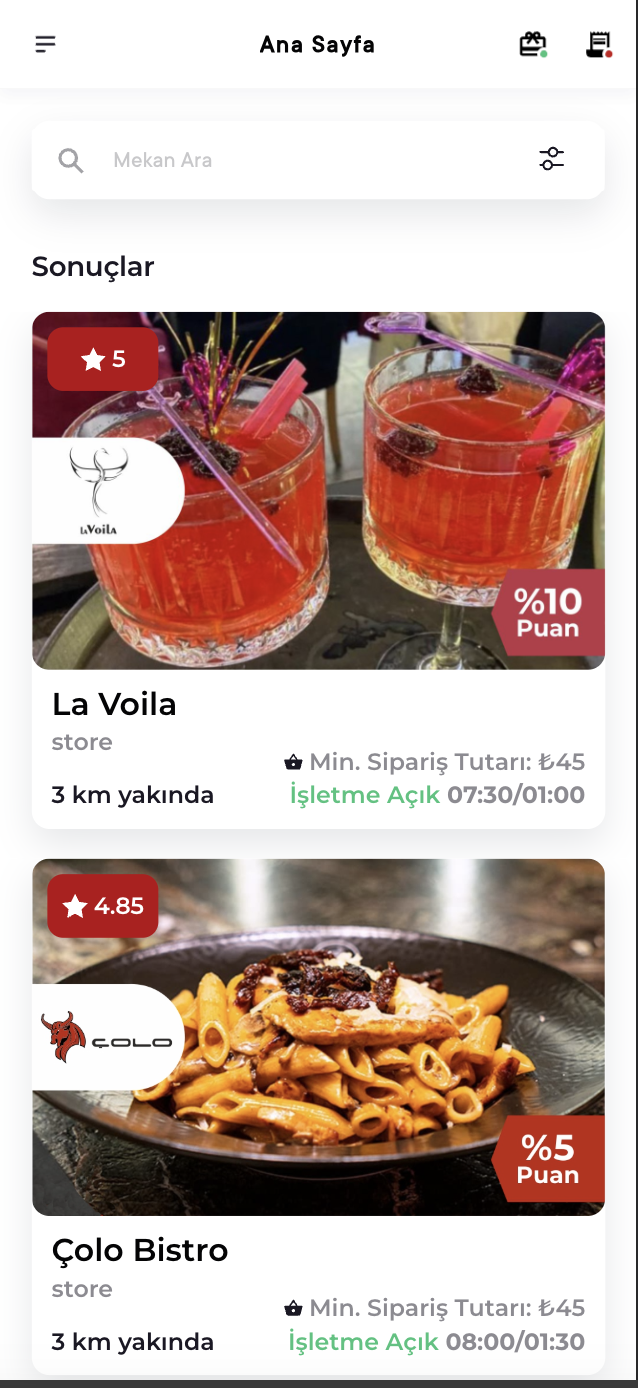 Ana Sayfa
Mekan Ara
Sonuçlar
5
LAVoilA
%10
Puan
La Voila
store
Min. Sipariş Tutarı: ₺45
3 km yakında
İşletme Açık 07:30/01:00
4.85
ÇOLO
%5
Puan
Çolo Bistro
store
Min. Sipariş Tutarı: ₺45
3 km yakında
İşletme Açık 08:00/01:30